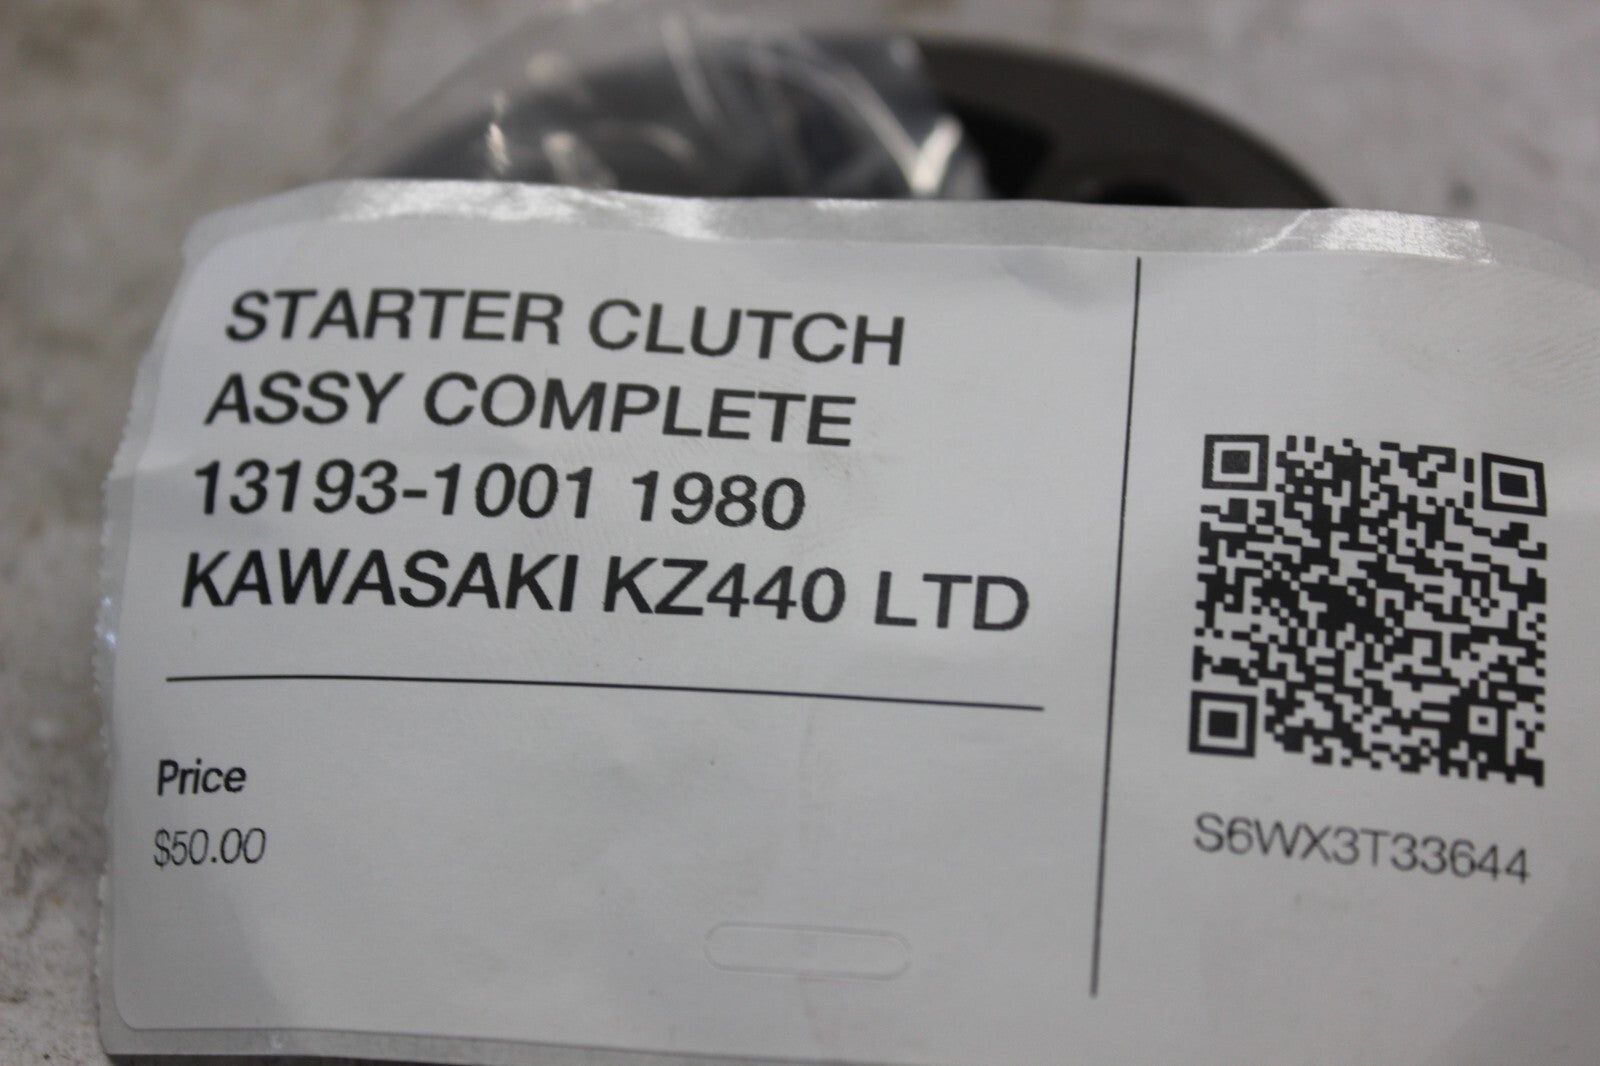 STARTER CLUTCH
ASSY COMPLETE
13193-1001 1980
KAWASAKI KZ440 LTD
Price
$50.00
S6WX3T33644